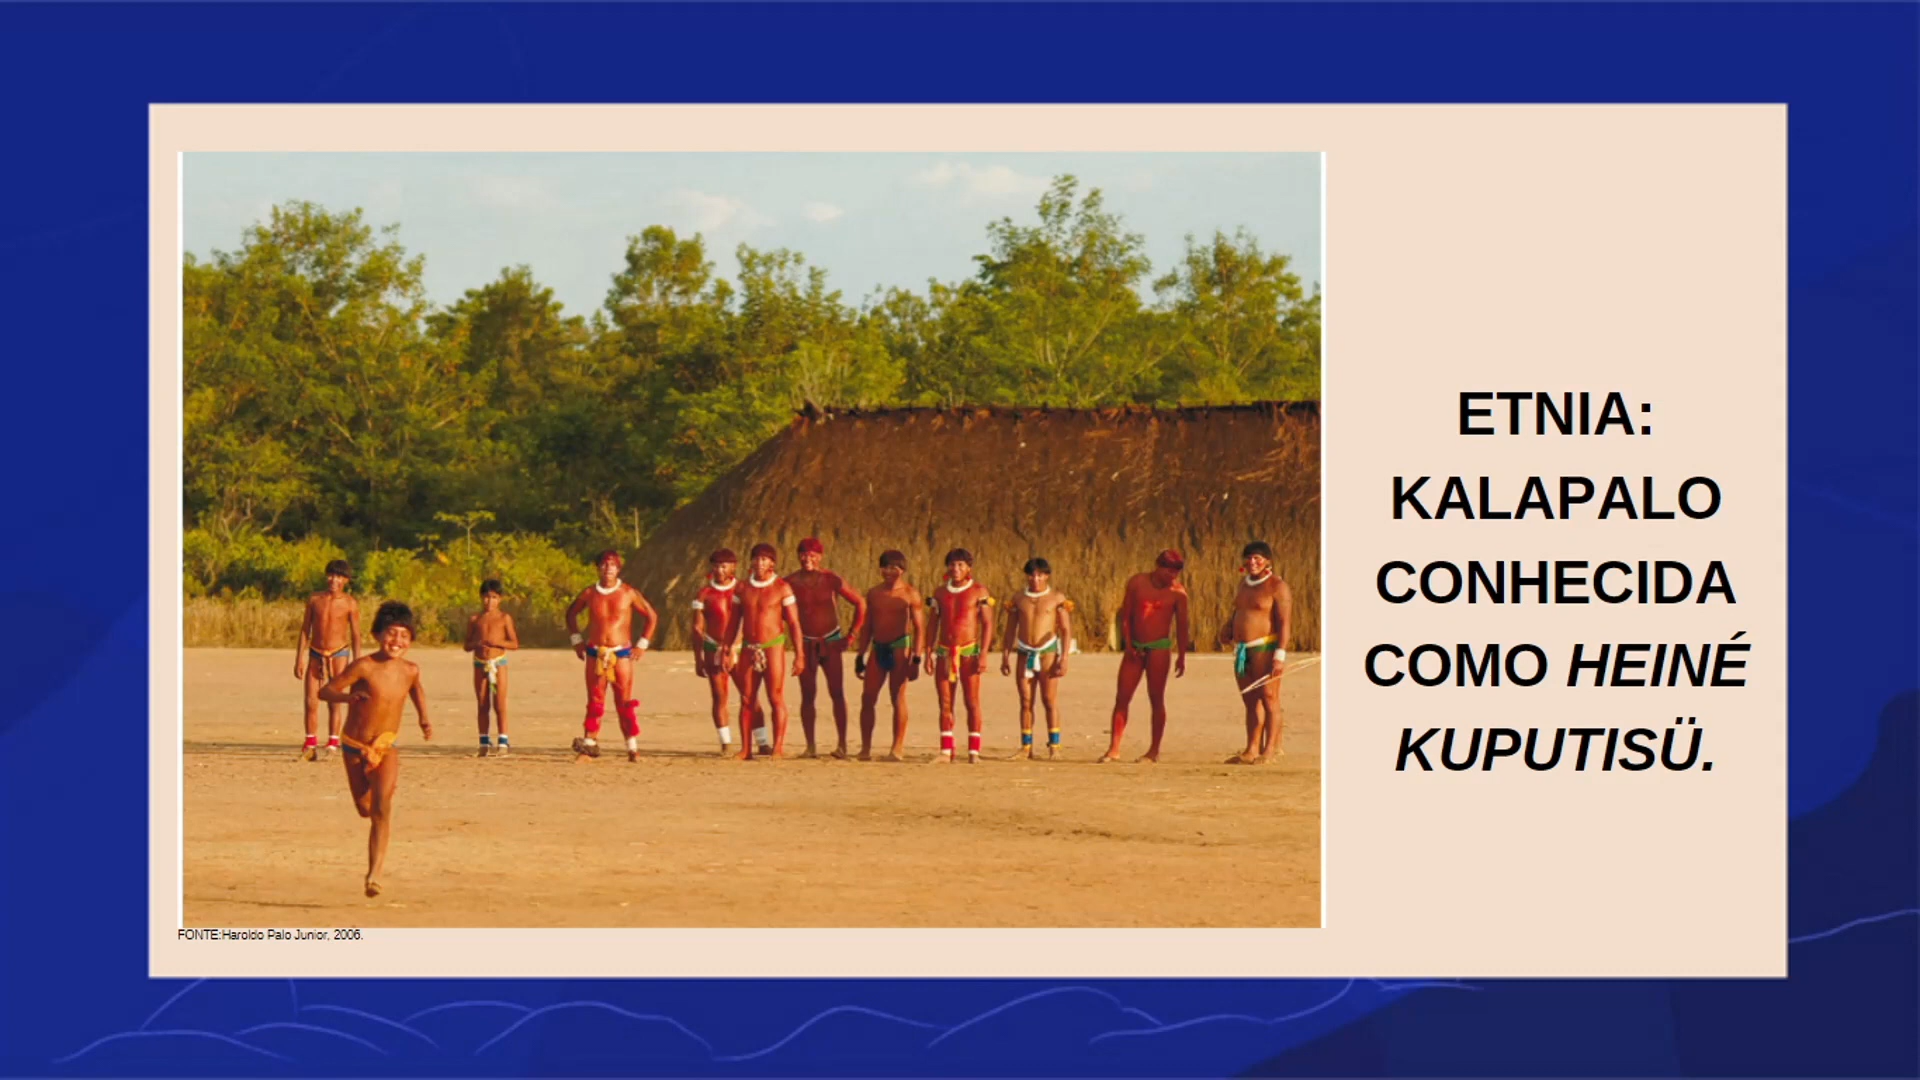 ETNIA:
KALAPALO
CONHECIDA
COMO HEINÉ
KUPUTISÜ.
FONTE:Haroldo Palo Junior, 2006.